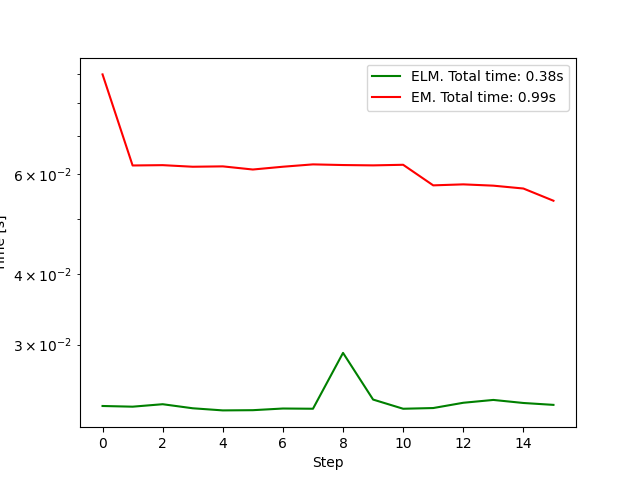 ELM. Total time: 0.38s
EM. Total time: 0.99s
6 × 10⁻²
4 × 10⁻²
3 × 10⁻²
[s]
0 2 4 6 8 10 12 14
Step